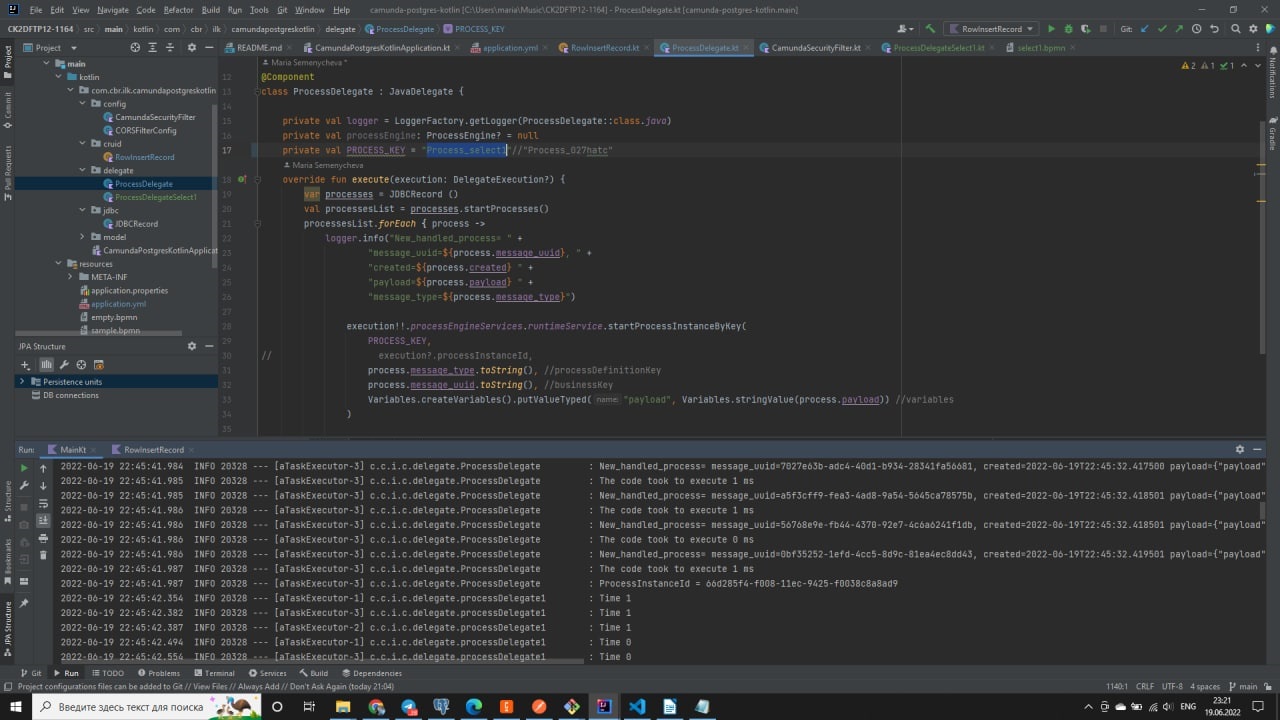 File Edit View Navigate Code Refactor Build Run Tools Git Window Help camunda-postgres-kotlin [C:\Users\maria\Music\CK2DFTP12-1164] - ProcessDelegate.kt [camunda-postgres-kotlin.main]
CK2DFTP12-1164 src main kotlin com cbr ilk camundapostgreskotlin delegate ProcessDelegate PROCESS_KEY RowInsertRecord Git:
Project README.md CamundaPostgresKotlinApplication.kt application.yml RowInsertRecord.kt ProcessDelegate.kt CamundaSecurityFilter.kt ProcessDelegateSelect1.kt select1.bpmn
Project
Commit
Pull Requests
Structure
Bookmarks
JPA Structure
Notifications
Gradle
main
kotlin
com.cbr.ilk.camundapostgreskotlin
config
CamundaSecurityFilter
CORSFilterConfig
cruid
RowInsertRecord
delegate
ProcessDelegate
ProcessDelegateSelect1
jdbc
JDBCRecord
model
CamundaPostgresKotlinApplicat
resources
META-INF
application.properties
application.yml
empty.bpmn
sample.bpmn
JPA Structure
Persistence units
DB connections
Maria Semenycheva *
2 1 1
12 @Component
13 class ProcessDelegate : JavaDelegate {
14
15 private val logger = LoggerFactory.getLogger(ProcessDelegate::class.java)
16 private val processEngine: ProcessEngine? = null
17 private val PROCESS_KEY = "Process_select1"//"Process_027hatc"
Maria Semenycheva
18 override fun execute(execution: DelegateExecution?) {
19 var processes = JDBCRecord ()
20 val processesList = processes.startProcesses()
21 processesList.forEach { process ->
22 logger.info("New_handled_process= " +
23 "message_uuid=${process.message_uuid}, " +
24 "created=${process.created} " +
25 "payload=${process.payload} " +
26 "message_type=${process.message_type}")
27
28 execution!!.processEngineServices.runtimeService.startProcessInstanceByKey(
29 PROCESS_KEY,
30 // execution?.processInstanceId,
31 process.message_type.toString(), //processDefinitionKey
32 process.message_uuid.toString(), //businessKey
33 Variables.createVariables().putValueTyped( name: "payload", Variables.stringValue(process.payload)) //variables
34 )
35
Run: MainKt RowInsertRecord
2022-06-19 22:45:41.984 INFO 20328 --- [aTaskExecutor-3] c.c.i.c.delegate.ProcessDelegate : New_handled_process= message_uuid=7027e63b-adc4-40d1-b934-28341fa56681, created=2022-06-19T22:45:32.417500 payload={"payload"
2022-06-19 22:45:41.985 INFO 20328 --- [aTaskExecutor-3] c.c.i.c.delegate.ProcessDelegate : The code took to execute 1 ms
2022-06-19 22:45:41.985 INFO 20328 --- [aTaskExecutor-3] c.c.i.c.delegate.ProcessDelegate : New_handled_process= message_uuid=a5f3cff9-fea3-4ad8-9a54-5645ca78575b, created=2022-06-19T22:45:32.418501 payload={"payload"
2022-06-19 22:45:41.986 INFO 20328 --- [aTaskExecutor-3] c.c.i.c.delegate.ProcessDelegate : The code took to execute 1 ms
2022-06-19 22:45:41.986 INFO 20328 --- [aTaskExecutor-3] c.c.i.c.delegate.ProcessDelegate : New_handled_process= message_uuid=56768e9e-fb44-4370-92e7-4c6a6241f1db, created=2022-06-19T22:45:32.418501 payload={"payload"
2022-06-19 22:45:41.986 INFO 20328 --- [aTaskExecutor-3] c.c.i.c.delegate.ProcessDelegate : The code took to execute 0 ms
2022-06-19 22:45:41.986 INFO 20328 --- [aTaskExecutor-3] c.c.i.c.delegate.ProcessDelegate : New_handled_process= message_uuid=0bf35252-1efd-4cc5-8d9c-81ea4ec8dd43, created=2022-06-19T22:45:32.419501 payload={"payload"
2022-06-19 22:45:41.987 INFO 20328 --- [aTaskExecutor-3] c.c.i.c.delegate.ProcessDelegate : The code took to execute 1 ms
2022-06-19 22:45:41.987 INFO 20328 --- [aTaskExecutor-3] c.c.i.c.delegate.ProcessDelegate : ProcessInstanceId = 66d285f4-f008-11ec-9425-f0038c8a8ad9
2022-06-19 22:45:42.354 INFO 20328 --- [aTaskExecutor-1] c.c.i.c.delegate.processDelegate1 : Time 1
2022-06-19 22:45:42.382 INFO 20328 --- [aTaskExecutor-3] c.c.i.c.delegate.processDelegate1 : Time 1
2022-06-19 22:45:42.387 INFO 20328 --- [aTaskExecutor-2] c.c.i.c.delegate.processDelegate1 : Time 1
2022-06-19 22:45:42.494 INFO 20328 --- [aTaskExecutor-1] c.c.i.c.delegate.processDelegate1 : Time 0
2022-06-19 22:45:42.554 INFO 20328 --- [aTaskExecutor-3] c.c.i.c.delegate.processDelegate1 : Time 0
Git Run TODO Problems Terminal Services Build Dependencies
Project configurations files can be added to Git // View Files // Always Add // Don't Ask Again (today 21:04) 1140:1 CRLF UTF-8 4 spaces main
Введите здесь текст для поиска ENG 23:21
19.06.2022